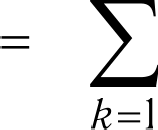 = ∑
k=1